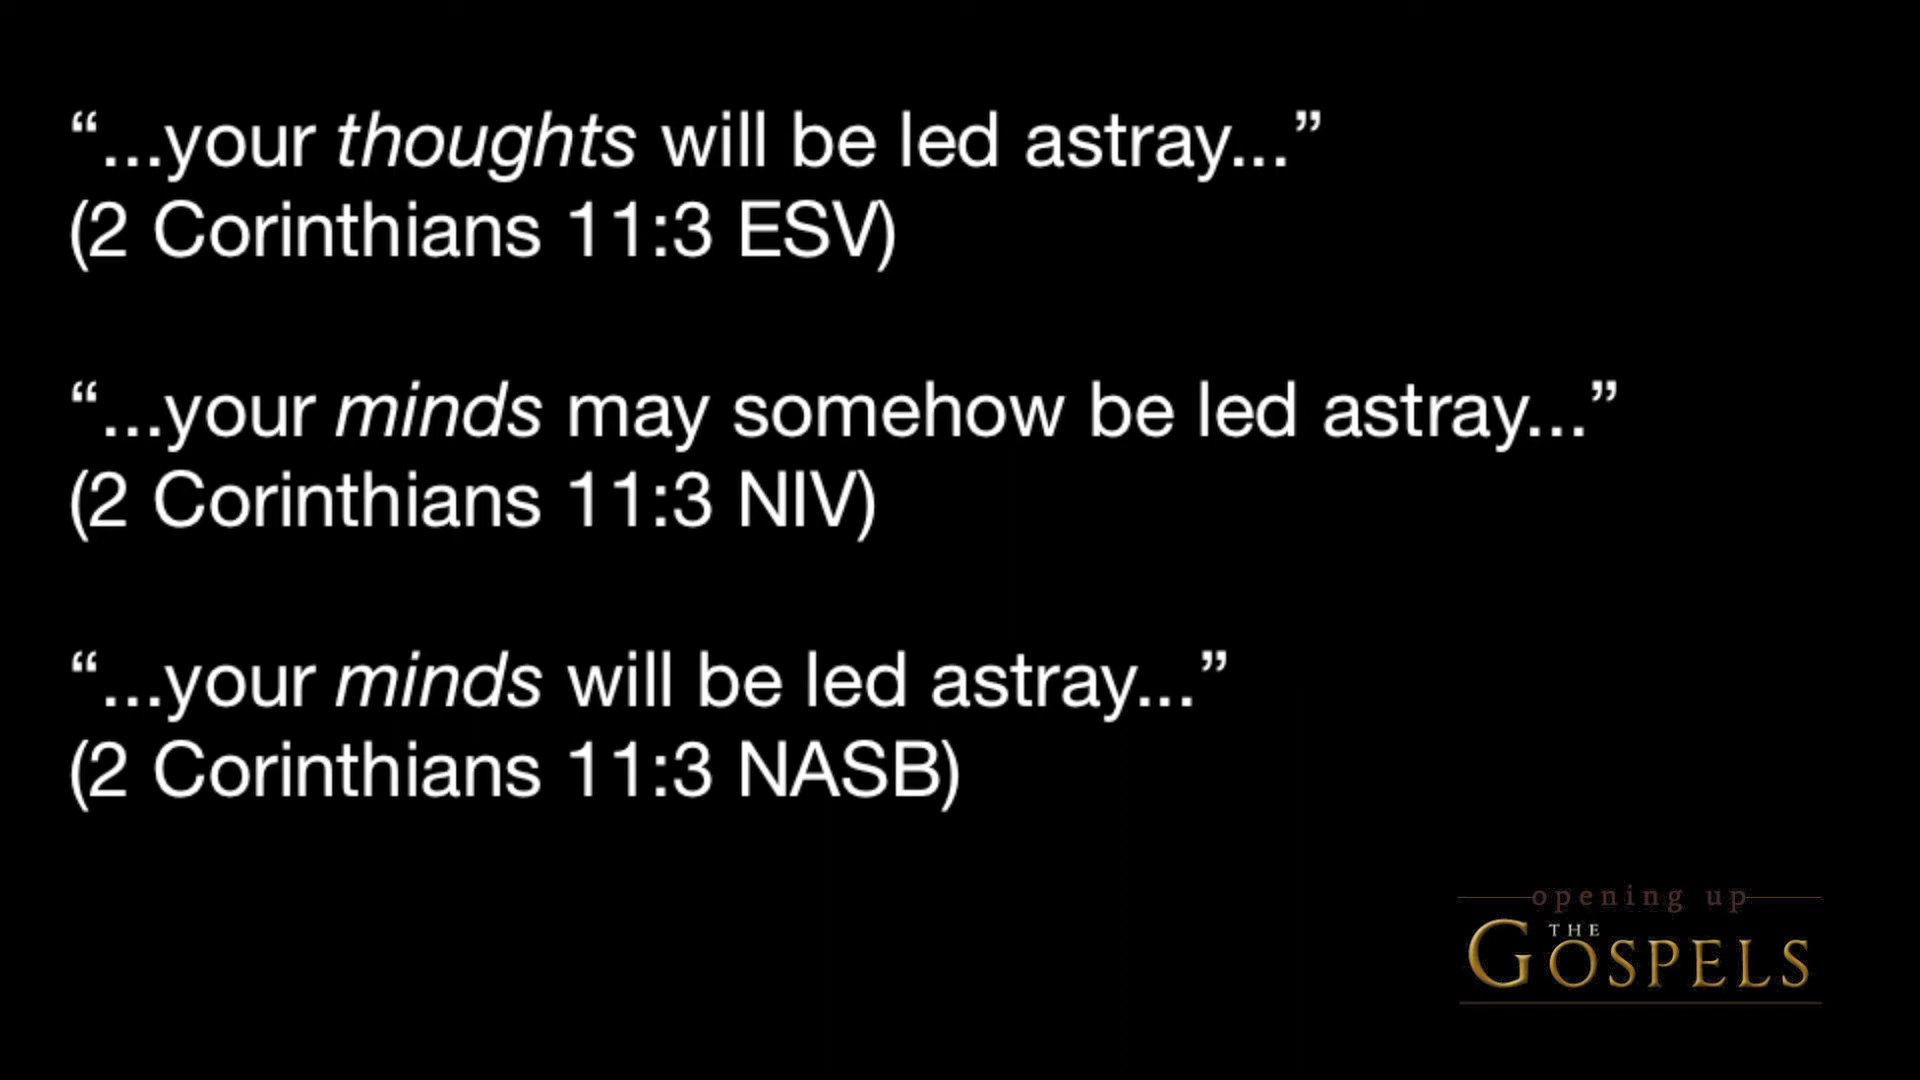 “...your thoughts will be led astray...”
(2 Corinthians 11:3 ESV)
“...your minds may somehow be led astray...”
(2 Corinthians 11:3 NIV)
“...your minds will be led astray...”
(2 Corinthians 11:3 NASB)
opening up
THE
GOSPELS